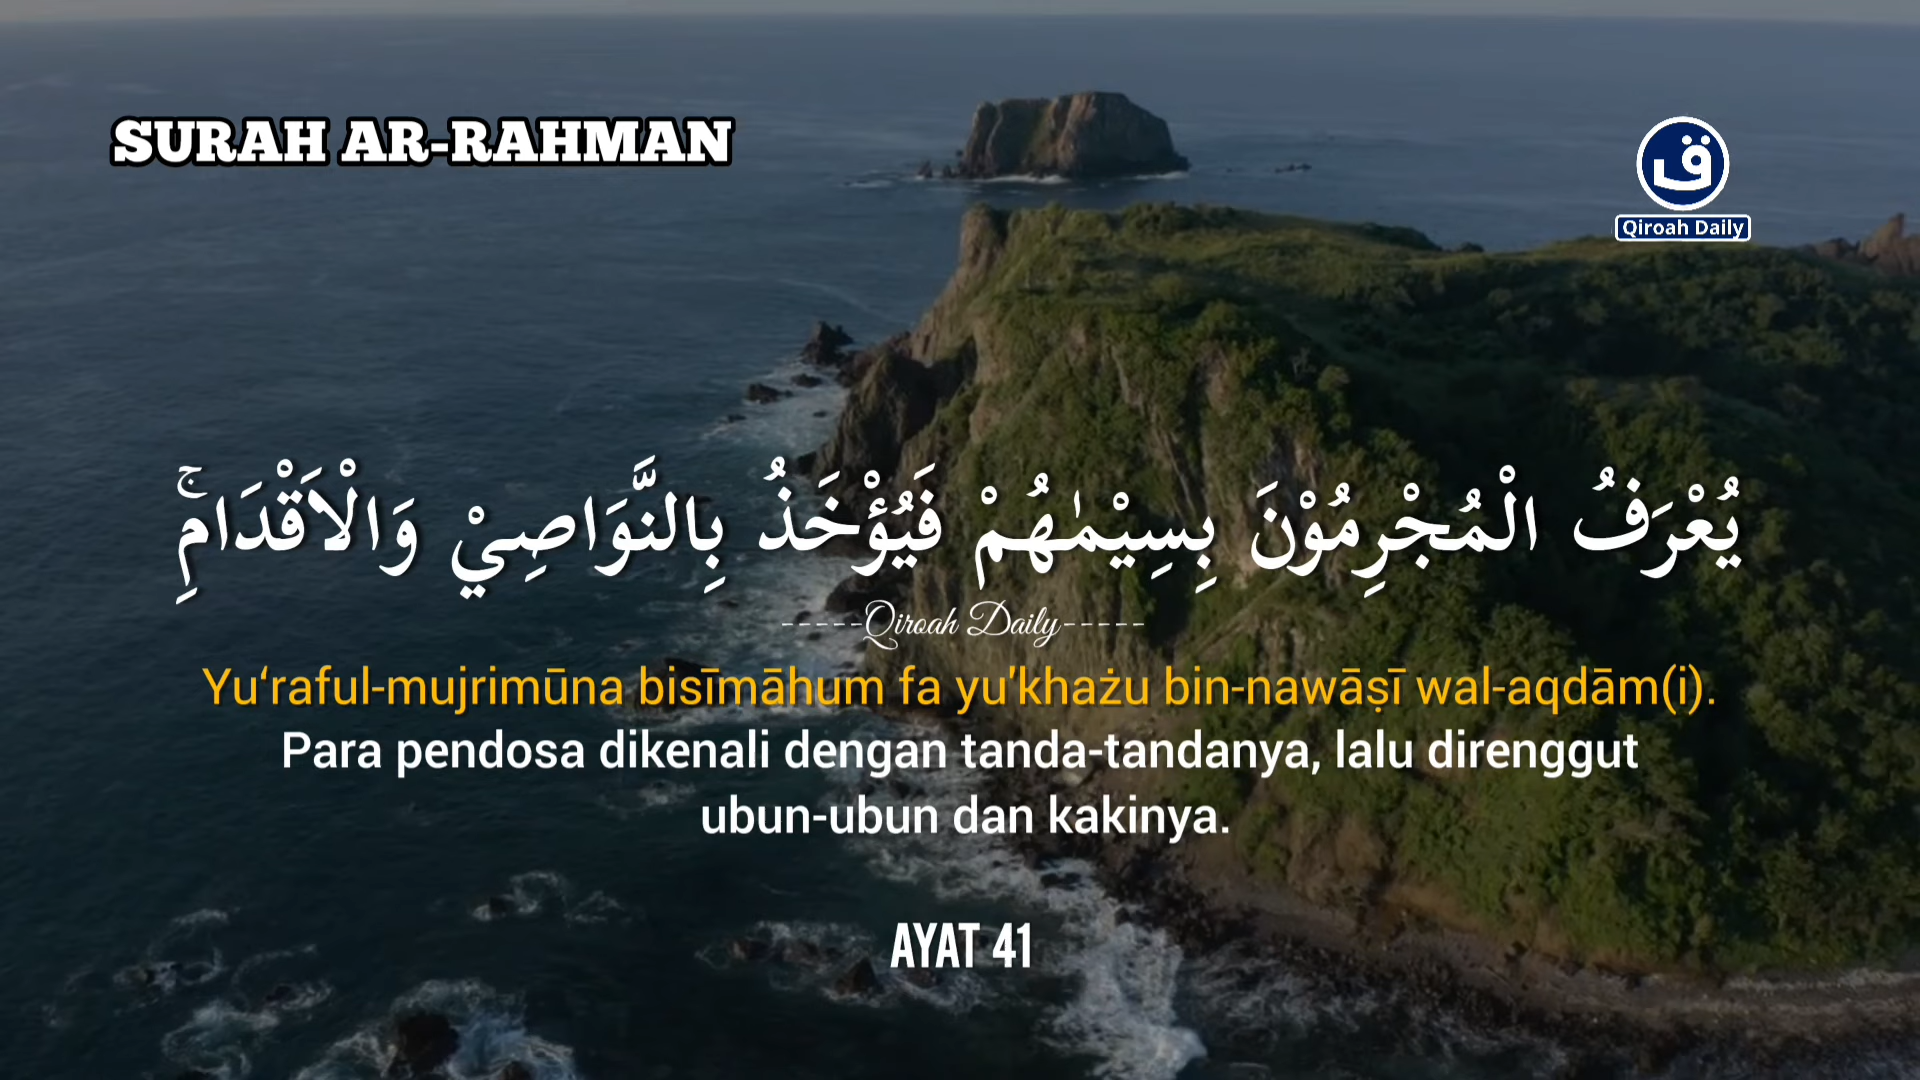 SURAH AR-RAHMAN
ق
Qiroah Daily
يُعْرَفُ الْمُجْرِمُوْنَ بِسِيْمٰهُمْ فَيُؤْخَذُ بِالنَّوَاصِيْ وَالْاَقْدَامِۚ
-----Qiroah Daily-----
Yu‘raful-mujrimūna bisīmāhum fa yu'khażu bin-nawāṣī wal-aqdām(i).
Para pendosa dikenali dengan tanda-tandanya, lalu direnggut
ubun-ubun dan kakinya.
AYAT 41